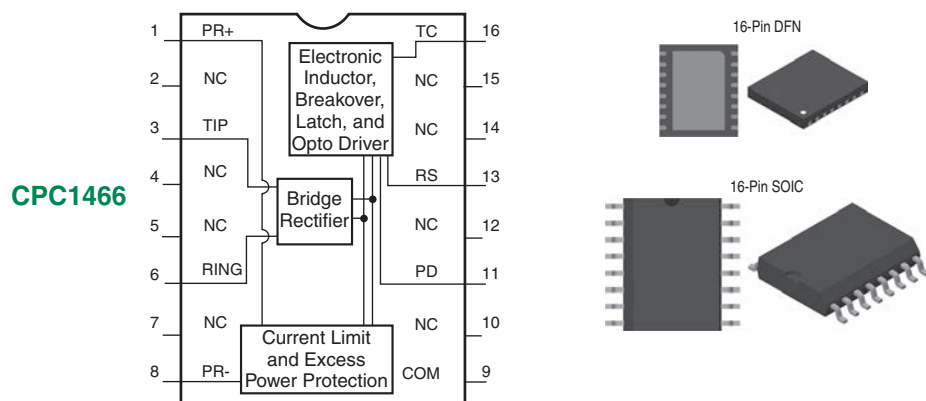 CPC1466
1 PR+
2 NC
3 TIP
4 NC
5 NC
6 RING
7 NC
8 PR-
TC 16
NC 15
NC 14
RS 13
NC 12
PD 11
NC 10
COM 9
Electronic
Inductor,
Breakover,
Latch, and
Opto Driver
Bridge
Rectifier
Current Limit
and Excess
Power Protection
16-Pin DFN
16-Pin SOIC